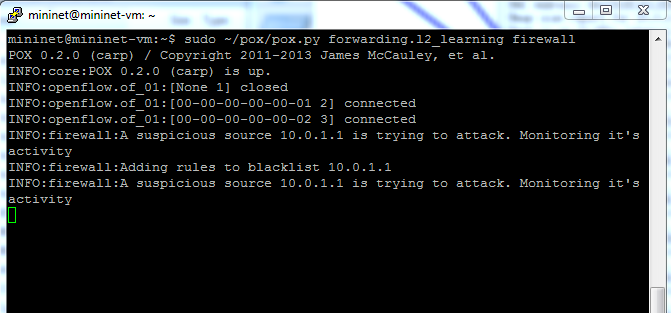 mininet@mininet-vm: ~
mininet@mininet-vm:~$ sudo ~/pox/pox.py forwarding.l2_learning firewall
POX 0.2.0 (carp) / Copyright 2011-2013 James McCauley, et al.
INFO:core:POX 0.2.0 (carp) is up.
INFO:openflow.of_01:[None 1] closed
INFO:openflow.of_01:[00-00-00-00-00-01 2] connected
INFO:openflow.of_01:[00-00-00-00-00-02 3] connected
INFO:firewall:A suspicious source 10.0.1.1 is trying to attack. Monitoring it's
activity
INFO:firewall:Adding rules to blacklist 10.0.1.1
INFO:firewall:A suspicious source 10.0.1.1 is trying to attack. Monitoring it's
activity